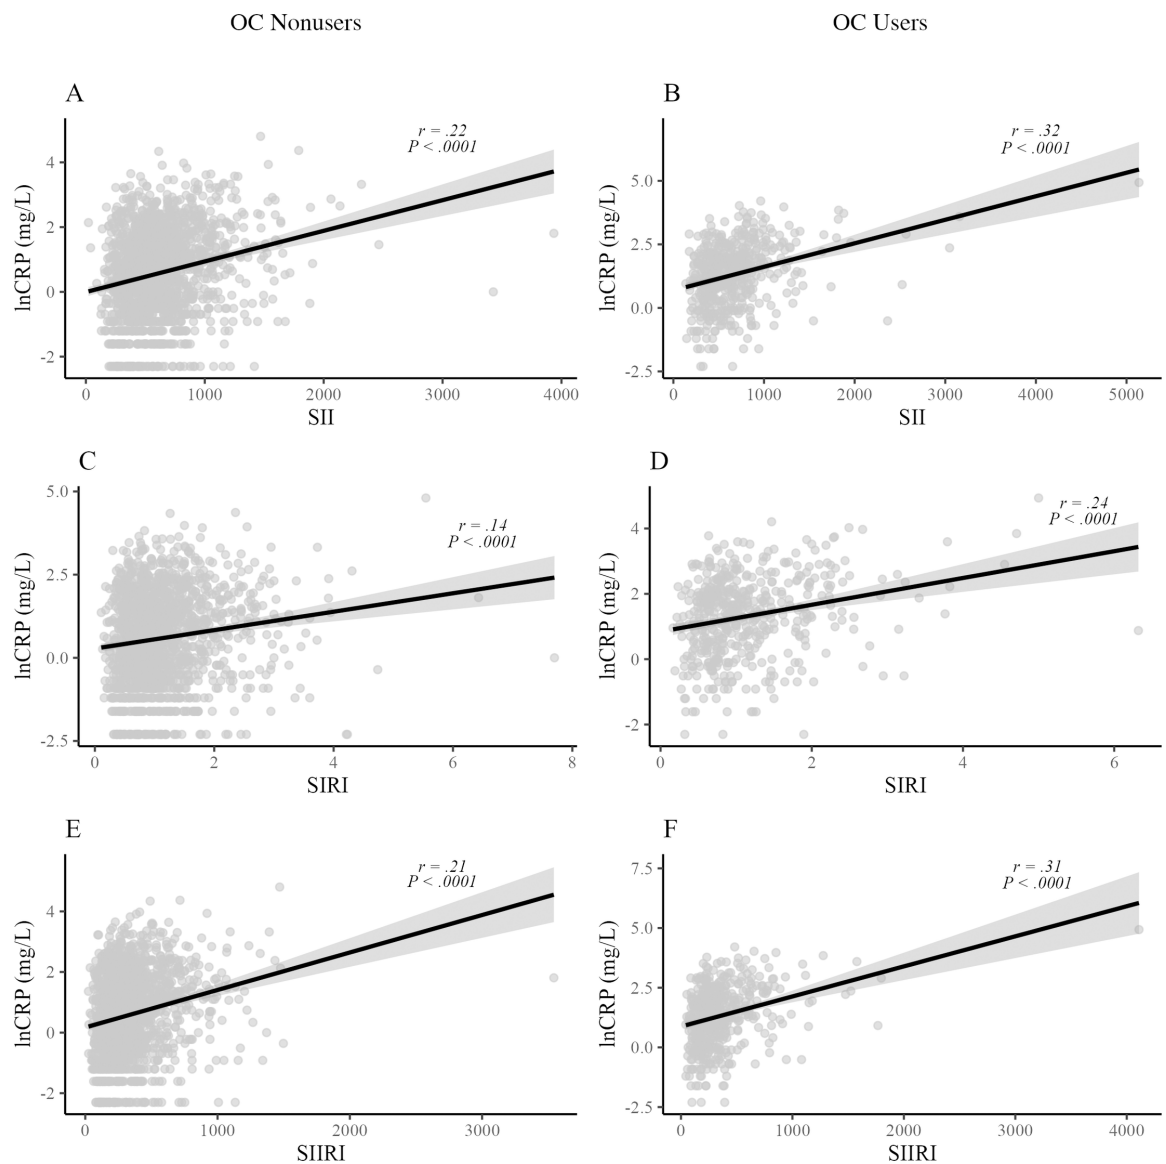 OC Nonusers
OC Users
A
r = .22
P < .0001
lnCRP (mg/L)
4
2
0
-2
0 1000 2000 3000 4000
SII
B
r = .32
P < .0001
lnCRP (mg/L)
5.0
2.5
0.0
-2.5
0 1000 2000 3000 4000 5000
SII
C
r = .14
P < .0001
lnCRP (mg/L)
5.0
2.5
0.0
-2.5
0 2 4 6 8
SIRI
D
r = .24
P < .0001
lnCRP (mg/L)
4
2
0
-2
0 2 4 6
SIRI
E
r = .21
P < .0001
lnCRP (mg/L)
4
2
0
-2
0 1000 2000 3000
SIIRI
F
r = .31
P < .0001
lnCRP (mg/L)
7.5
5.0
2.5
0.0
-2.5
0 1000 2000 3000 4000
SIIRI